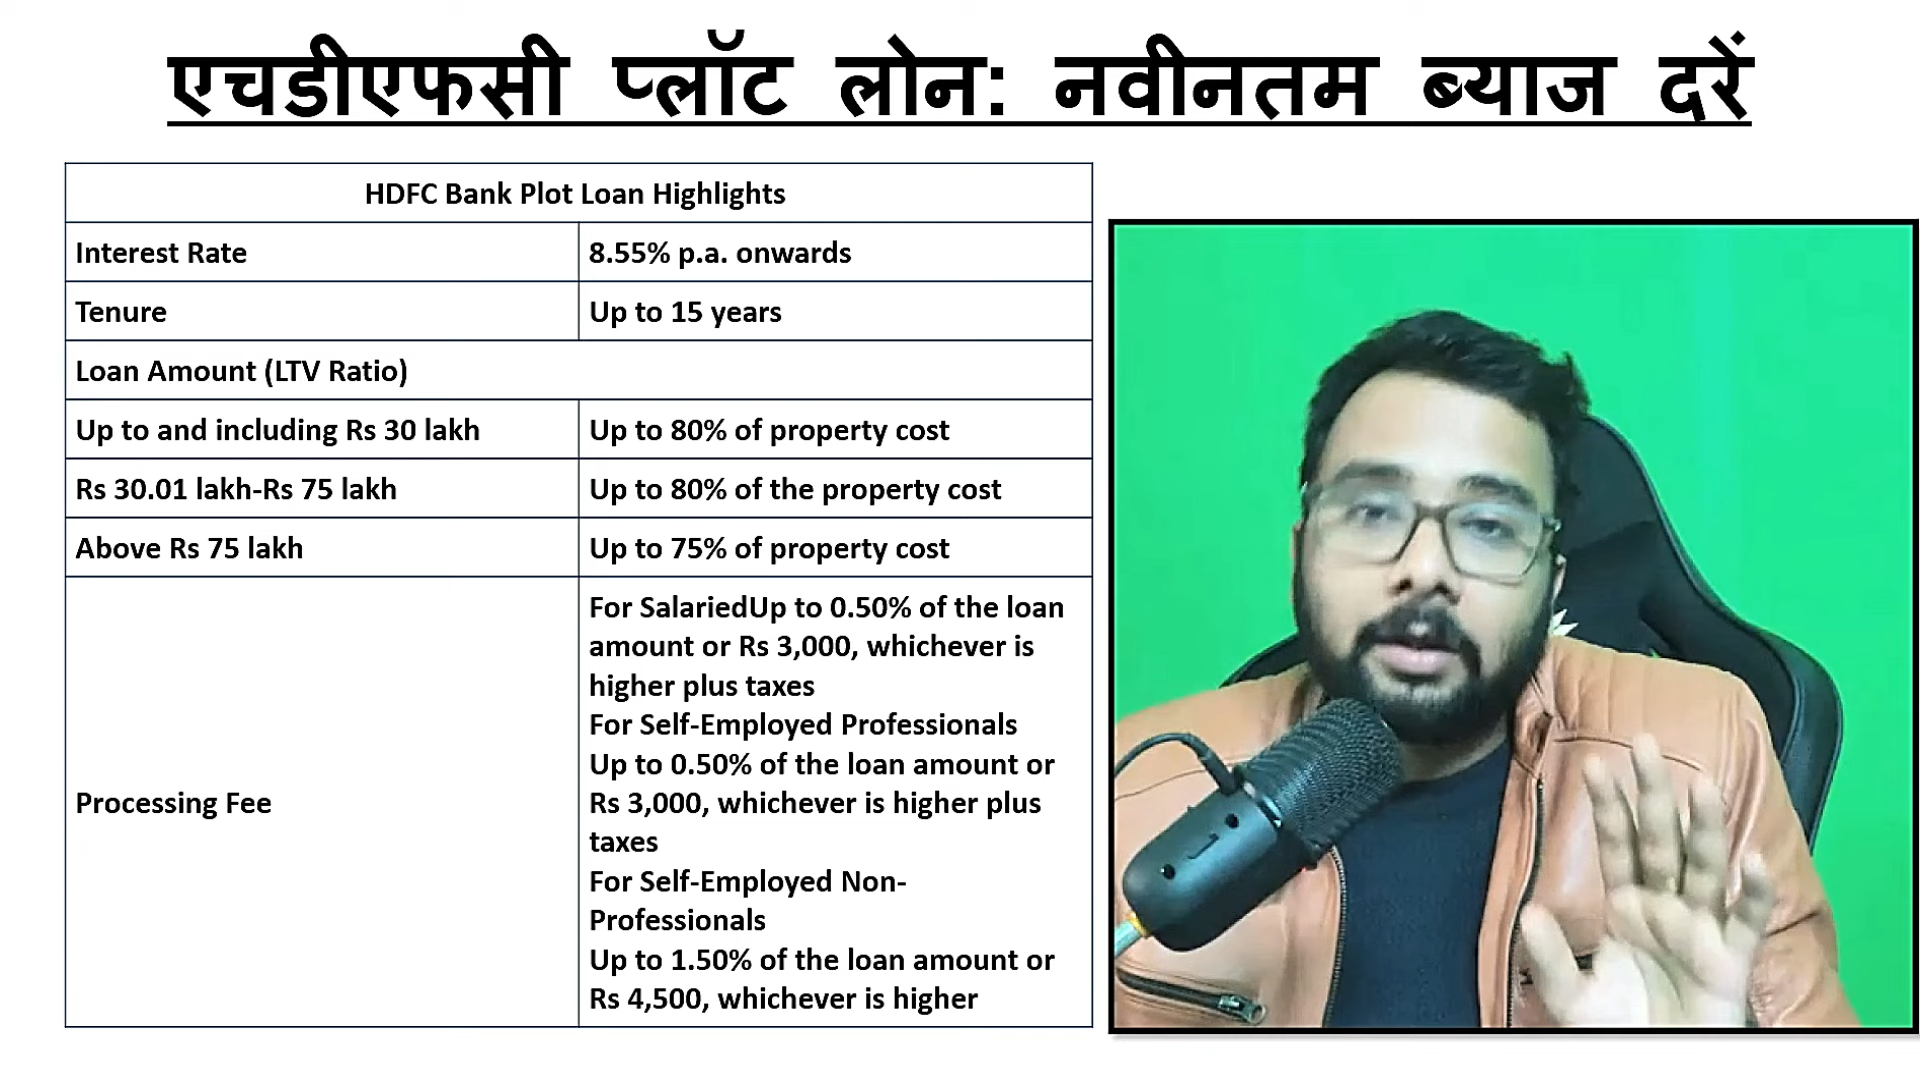 एचडीएफसी प्लॉट लोन: नवीनतम ब्याज दरें
HDFC Bank Plot Loan Highlights
Interest Rate
8.55% p.a. onwards
Tenure
Up to 15 years
Loan Amount (LTV Ratio)
Up to and including Rs 30 lakh
Up to 80% of property cost
Rs 30.01 lakh-Rs 75 lakh
Up to 80% of the property cost
Above Rs 75 lakh
Up to 75% of property cost
Processing Fee
For SalariedUp to 0.50% of the loan
amount or Rs 3,000, whichever is
higher plus taxes
For Self-Employed Professionals
Up to 0.50% of the loan amount or
Rs 3,000, whichever is higher plus
taxes
For Self-Employed Non-
Professionals
Up to 1.50% of the loan amount or
Rs 4,500, whichever is higher